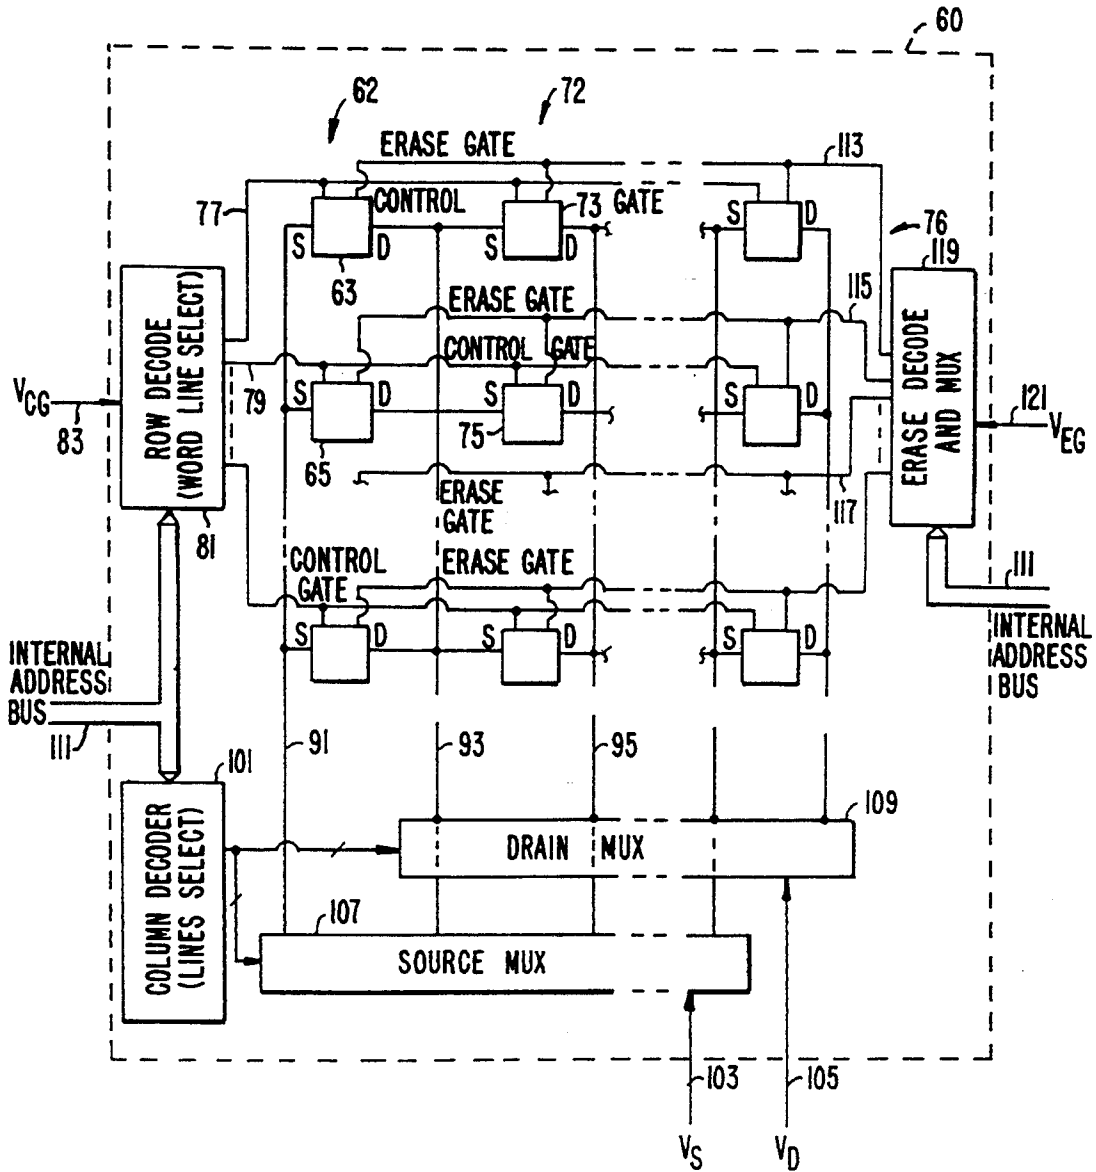 60
62
72
ERASE GATE
113
77
CONTROL
73
GATE
S
D
S
D
S
D
76
63
119
ROW DECODE
(WORD LINE SELECT)
ERASE GATE
115
ERASE DECODE
AND MUX
CONTROL GATE
VCG
83
79
S
D
S
D
S
D
121
VEG
65
75
ERASE
GATE
117
81
CONTROL
GATE
ERASE GATE
111
S
D
S
D
S
D
INTERNAL
ADDRESS
BUS
INTERNAL
ADDRESS
BUS
111
91
93
95
101
COLUMN DECODER
(LINES SELECT)
109
DRAIN MUX
107
SOURCE MUX
103
105
VS
VD